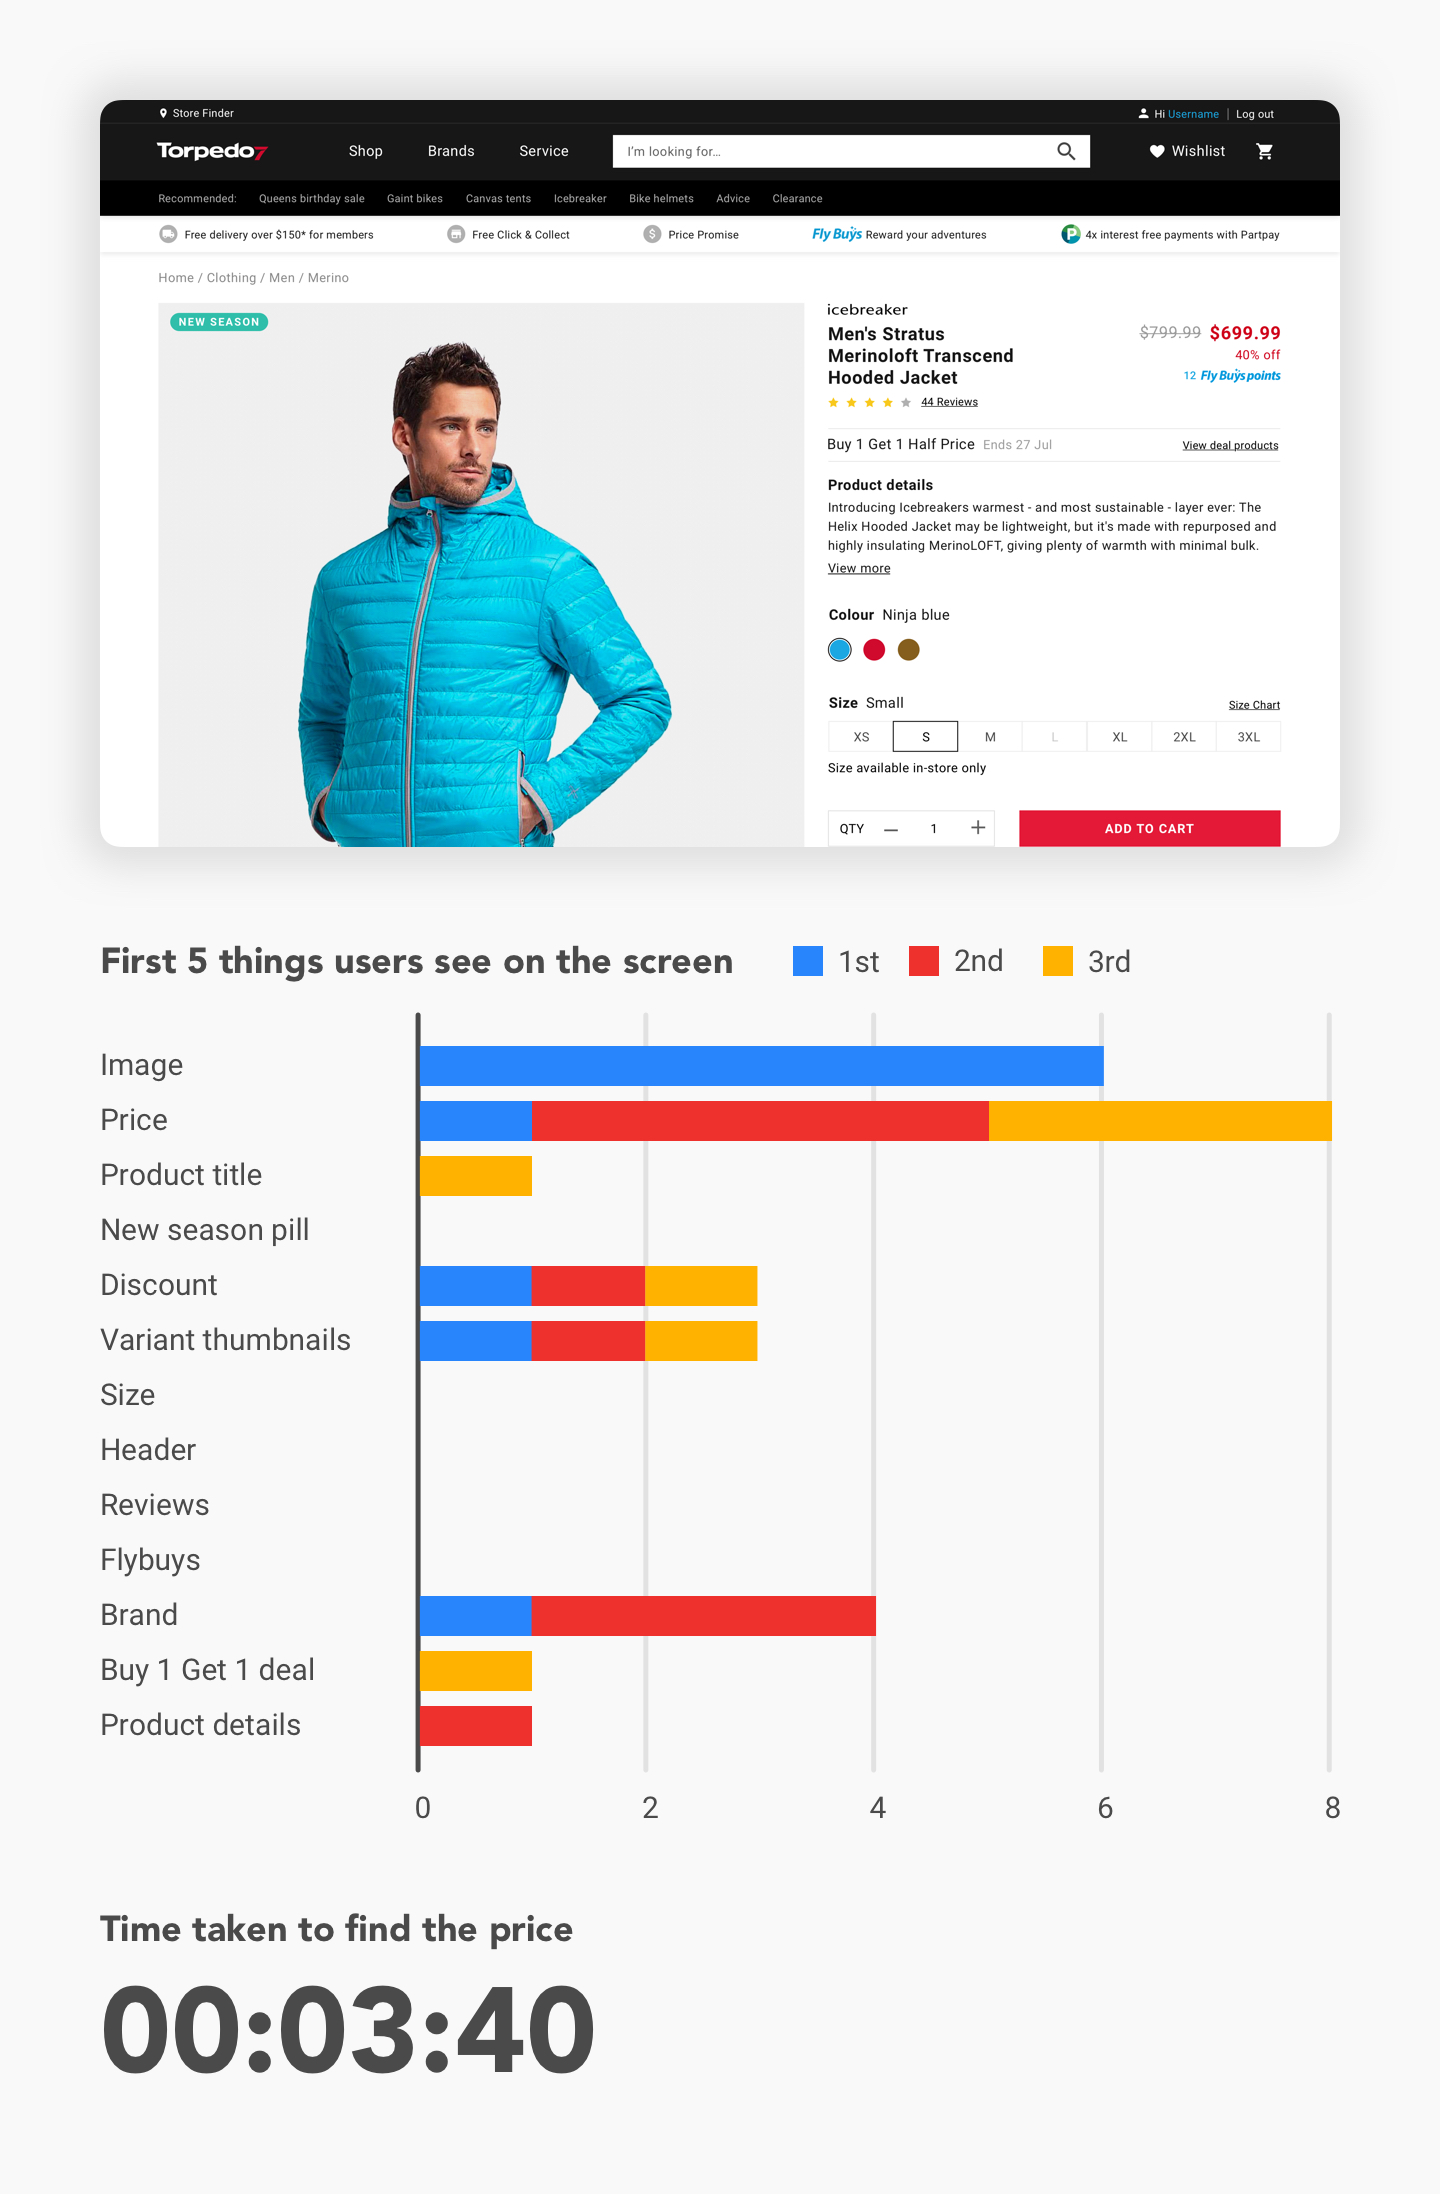 Store Finder
Hi Username | Log out
Torpedo7
Shop
Brands
Service
I'm looking for...
Wishlist
Recommended:
Queens birthday sale
Gaint bikes
Canvas tents
Icebreaker
Bike helmets
Advice
Clearance
Free delivery over $150* for members
Free Click & Collect
$ Price Promise
Fly Buys Reward your adventures
P 4x interest free payments with Partpay
Home / Clothing / Men / Merino
NEW SEASON
icebreaker
Men's Stratus
Merinoloft Transcend
Hooded Jacket
$799.99 $699.99
40% off
12 Fly Buys points
44 Reviews
Buy 1 Get 1 Half Price Ends 27 Jul
View deal products
Product details
Introducing Icebreakers warmest - and most sustainable - layer ever: The
Helix Hooded Jacket may be lightweight, but it's made with repurposed and
highly insulating MerinoLOFT, giving plenty of warmth with minimal bulk.
View more
Colour Ninja blue
Size Small
Size Chart
XS
S
M
L
XL
2XL
3XL
Size available in-store only
QTY
1
ADD TO CART
First 5 things users see on the screen
1st
2nd
3rd
Image
Price
Product title
New season pill
Discount
Variant thumbnails
Size
Header
Reviews
Flybuys
Brand
Buy 1 Get 1 deal
Product details
0
2
4
6
8
Time taken to find the price
00:03:40